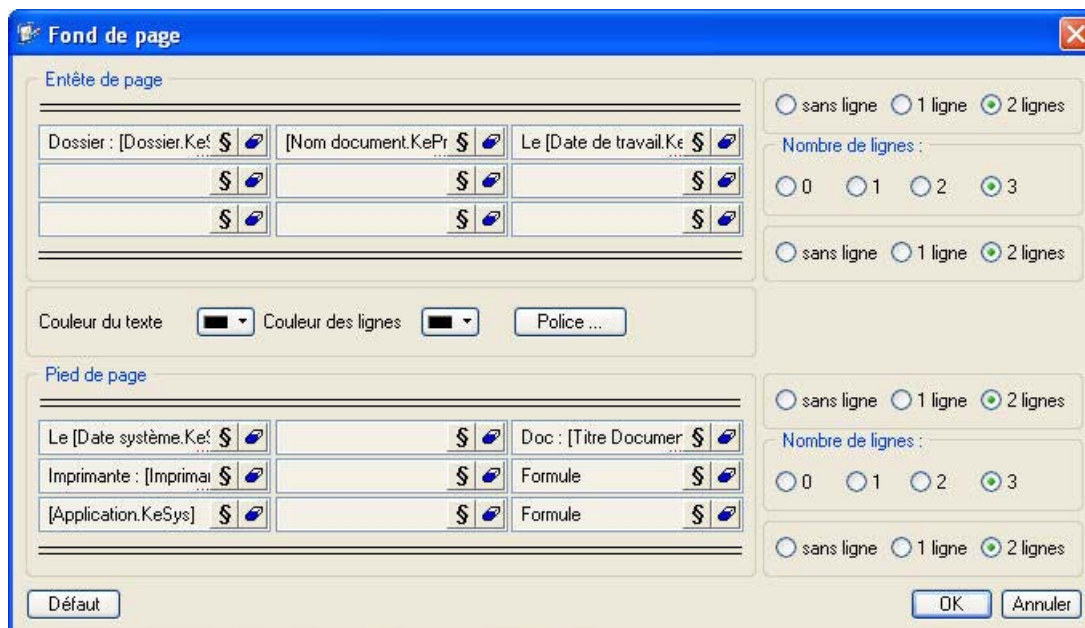 Fond de page
Entête de page
sans ligne 1 ligne 2 lignes
Dossier : [Dossier.KeS § [Nom document.KePr § Le [Date de travail.Ke §
Nombre de lignes :
§ § §
0 1 2 3
§ § §
sans ligne 1 ligne 2 lignes
Couleur du texte Couleur des lignes Police ...
Pied de page
sans ligne 1 ligne 2 lignes
Le [Date système.KeS § § Doc : [Titre Documen §
Nombre de lignes :
Imprimante : [Imprima § § Formule §
0 1 2 3
[Application.KeSys] § § Formule §
sans ligne 1 ligne 2 lignes
Défaut OK Annuler